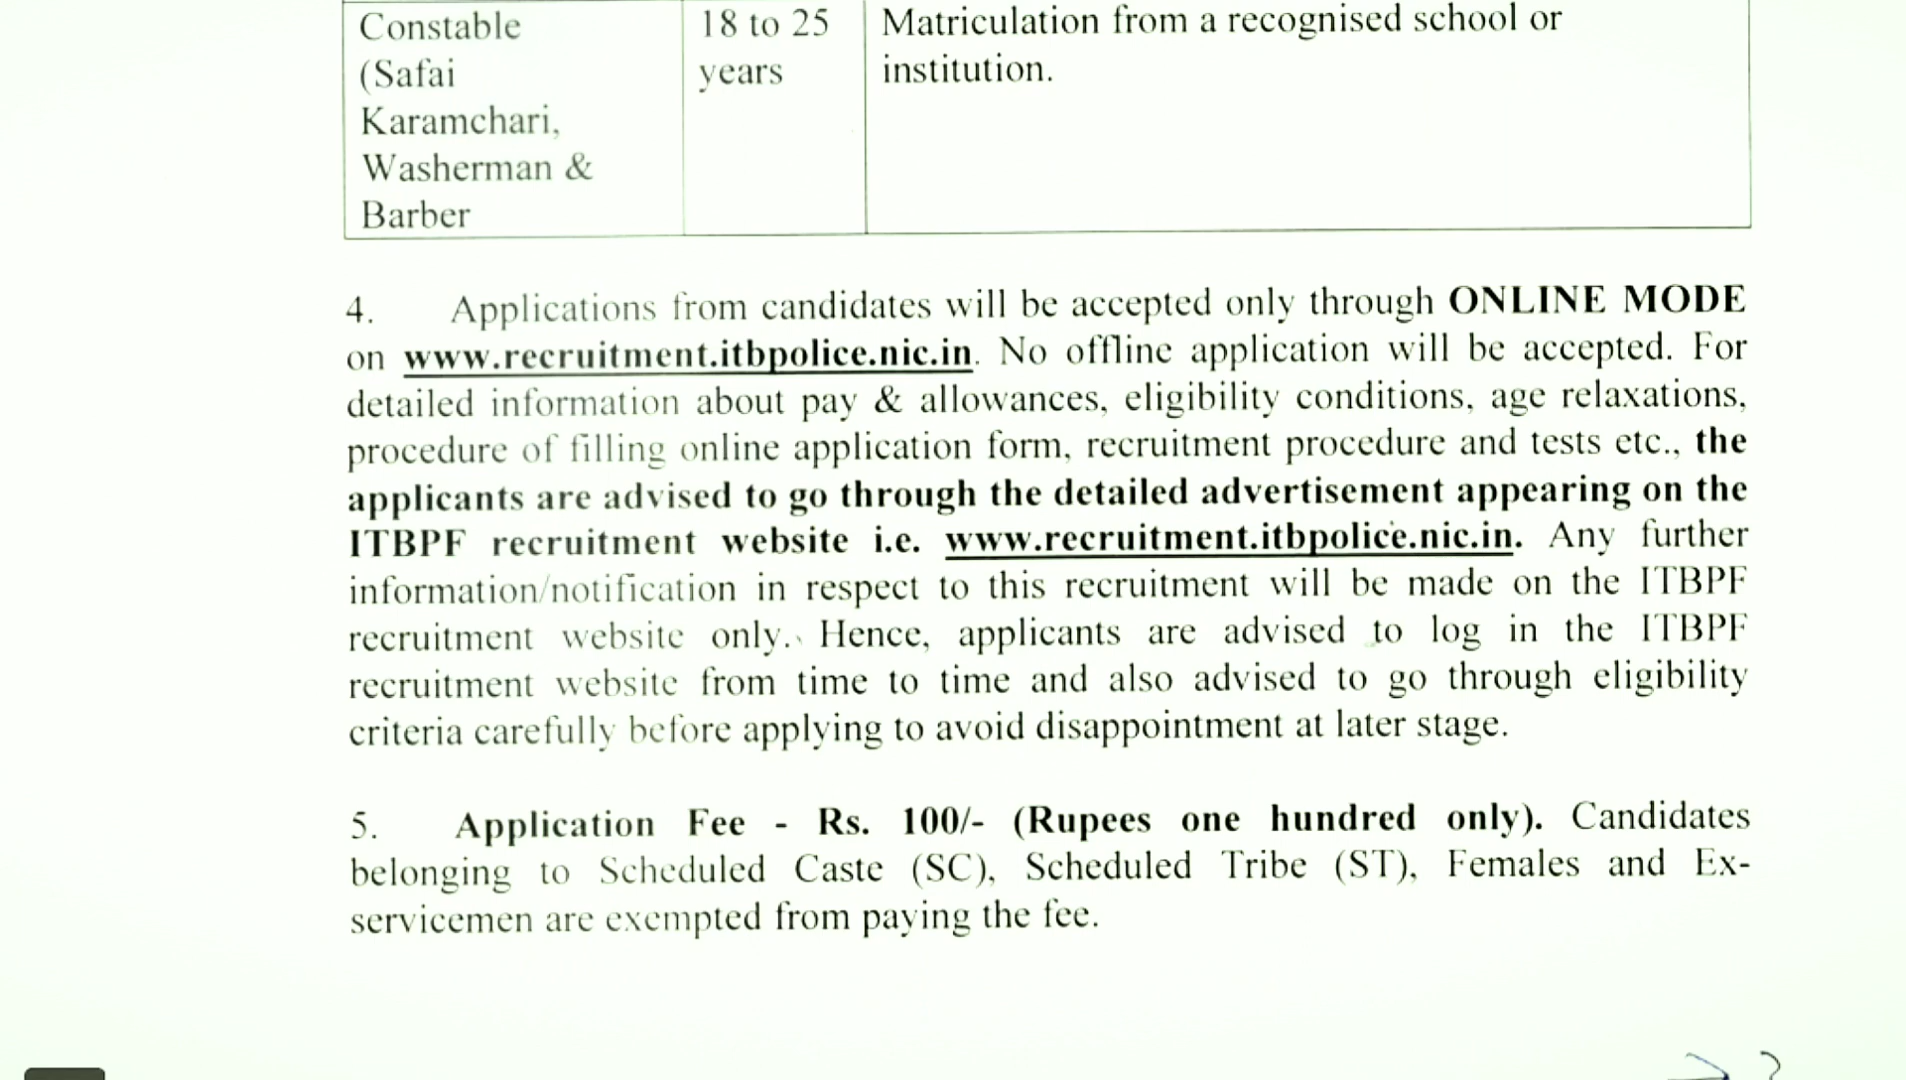 Constable
(Safai
Karamchari,
Washerman &
Barber
18 to 25
years
Matriculation from a recognised school or
institution.
4. Applications from candidates will be accepted only through ONLINE MODE
on www.recruitment.itbpolice.nic.in. No offline application will be accepted. For
detailed information about pay & allowances, eligibility conditions, age relaxations,
procedure of filling online application form, recruitment procedure and tests etc., the
applicants are advised to go through the detailed advertisement appearing on the
ITBPF recruitment website i.e. www.recruitment.itbpolice.nic.in. Any further
information/notification in respect to this recruitment will be made on the ITBPF
recruitment website only. Hence, applicants are advised to log in the ITBPF
recruitment website from time to time and also advised to go through eligibility
criteria carefully before applying to avoid disappointment at later stage.
5. Application Fee - Rs. 100/- (Rupees one hundred only). Candidates
belonging to Scheduled Caste (SC), Scheduled Tribe (ST), Females and Ex-
servicemen are exempted from paying the fee.